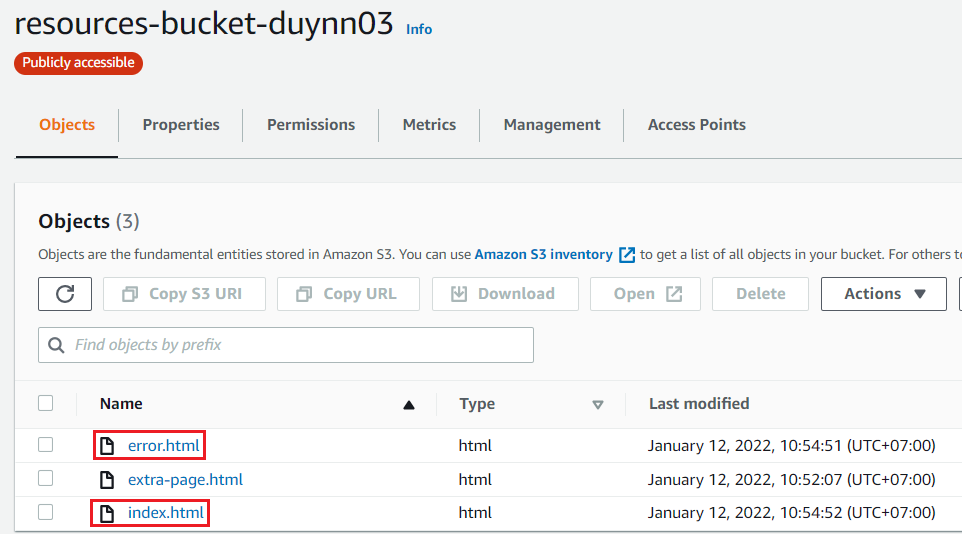 resources-bucket-duynn03 Info
Publicly accessible
Objects Properties Permissions Metrics Management Access Points
Objects (3)
Objects are the fundamental entities stored in Amazon S3. You can use Amazon S3 inventory to get a list of all objects in your bucket. For others to
Copy S3 URI Copy URL Download Open Delete Actions
Find objects by prefix
Name Type Last modified
error.html html January 12, 2022, 10:54:51 (UTC+07:00)
extra-page.html html January 12, 2022, 10:52:07 (UTC+07:00)
index.html html January 12, 2022, 10:54:52 (UTC+07:00)